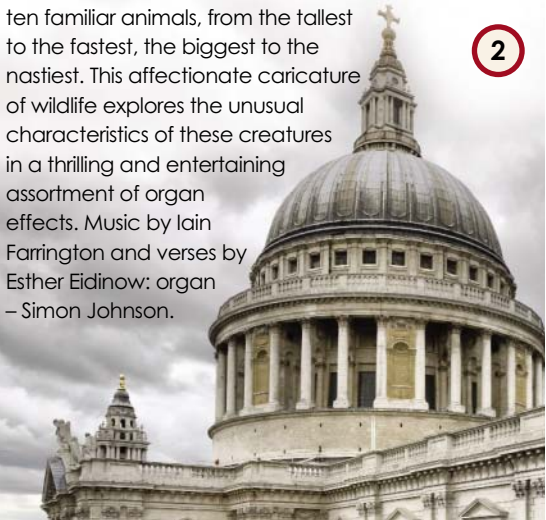 ten familiar animals, from the tallest
to the fastest, the biggest to the
nastiest. This affectionate caricature
of wildlife explores the unusual
characteristics of these creatures
in a thrilling and entertaining
assortment of organ
effects. Music by Iain
Farrington and verses by
Esther Eidinow: organ
– Simon Johnson.
2